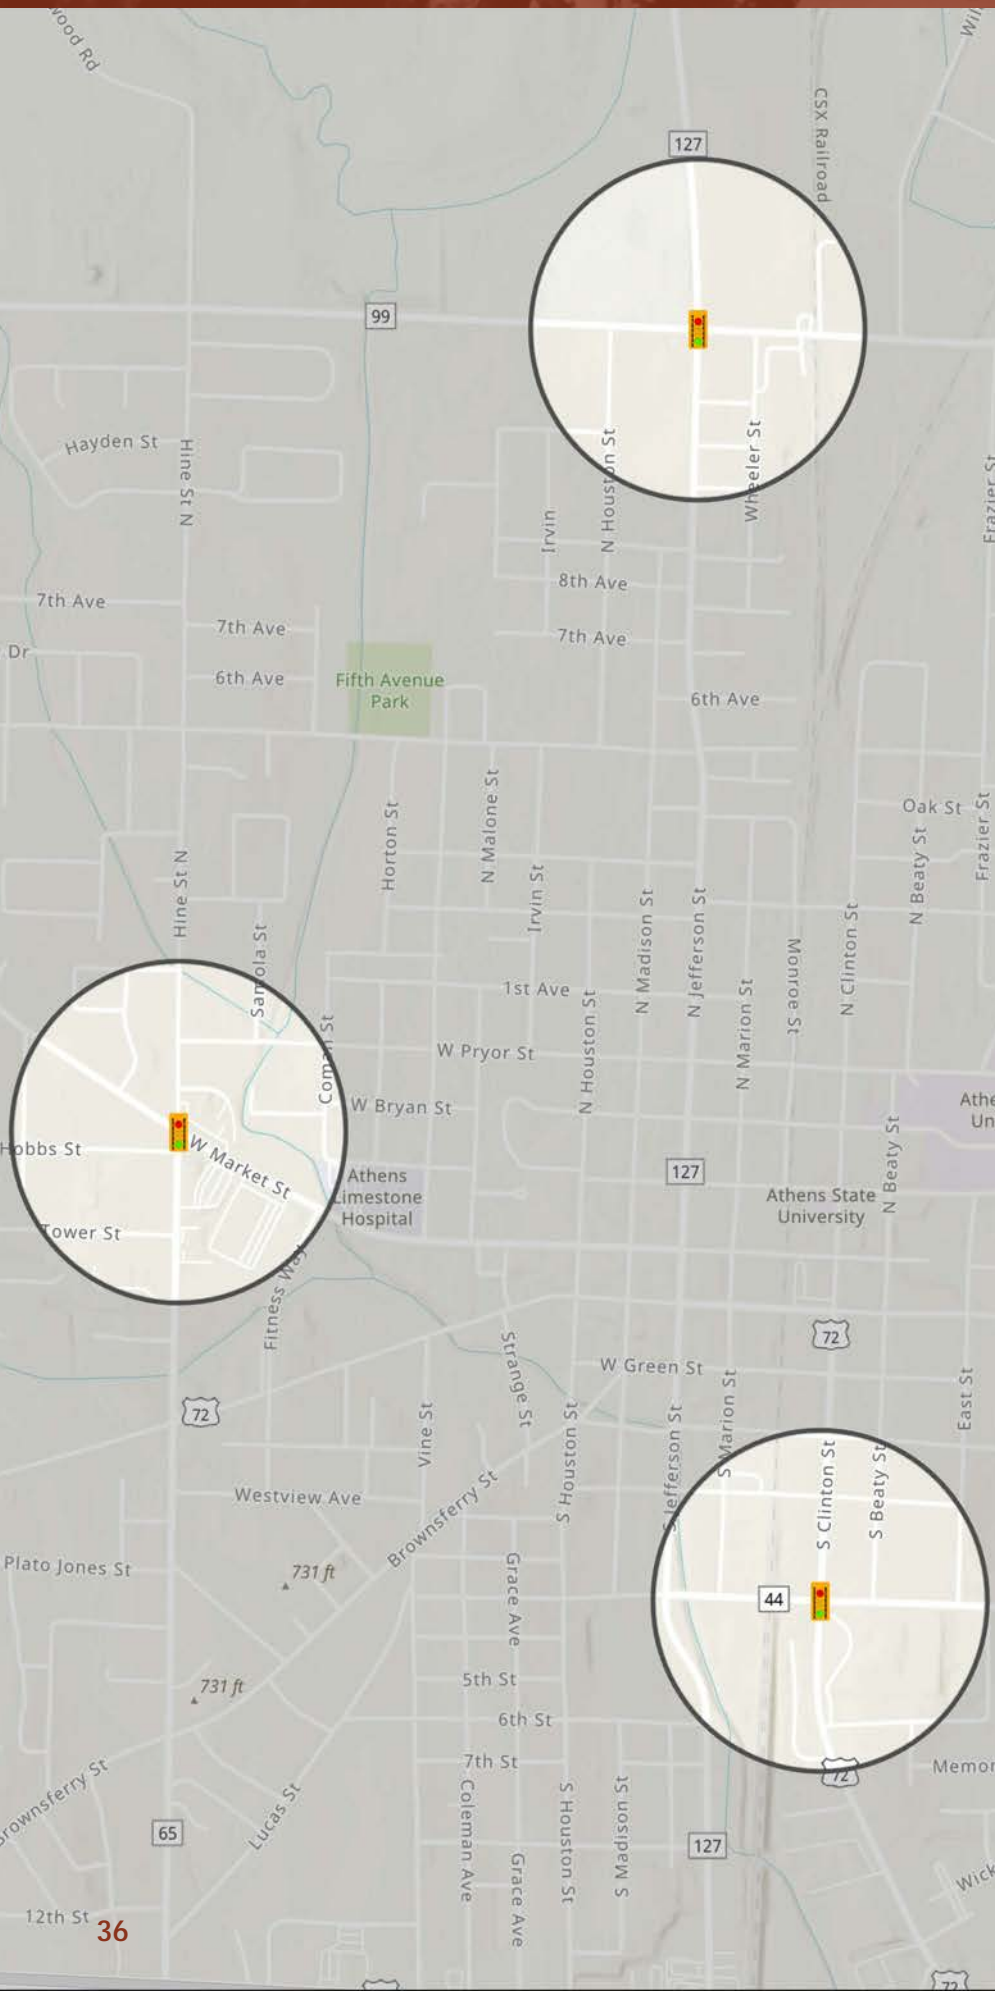 127
CSX Railroad
99
Hayden St
Hine St N
Irvin
N Houston St
Wheeler St
Frazier St
8th Ave
7th Ave
7th Ave
7th Ave
Dr
6th Ave
Fifth Avenue
Park
6th Ave
Oak St
N Malone St
Horton St
Hine St N
Irvin St
N Madison St
N Jefferson St
N Beaty St
Frazier St
N Clinton St
Monroe St
N Marion St
1st Ave
N Houston St
W Pryor St
W Bryan St
Hobbs St
W Market St
Tower St
Fitness Way
Athens
Limestone
Hospital
127
Athens State
University
N Beaty St
Athe
Un
72
W Green St
Strange St
72
Vine St
S Houston St
S Jefferson St
S Marion St
East St
S Clinton St
S Beaty St
Westview Ave
Brownsferry St
Plato Jones St
731 ft
Grace Ave
44
731 ft
5th St
6th St
7th St
72
Memor
Brownsferry St
Lucas St
65
Coleman Ave
Grace Ave
S Houston St
S Madison St
127
Wick
12th St
36
72